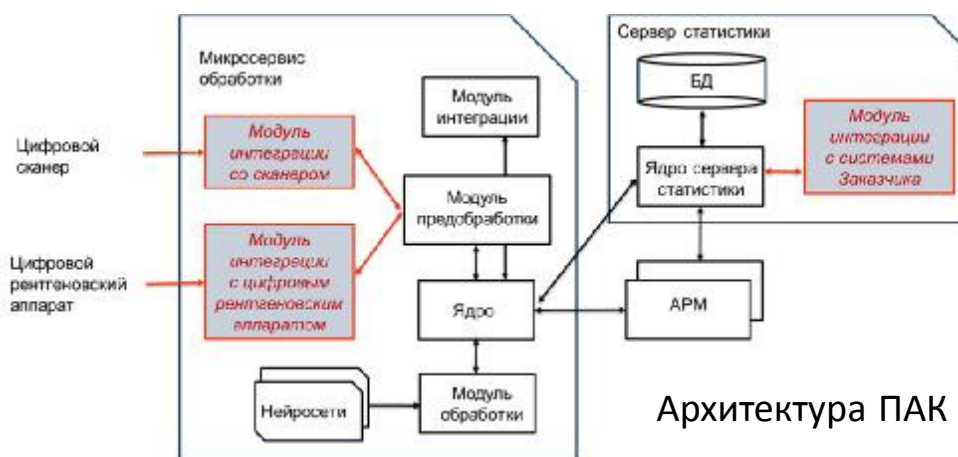 Микросервис
обработки
Сервер статистики
БД
Модуль
интеграции
Модуль
интеграции
со сканером
Цифровой
сканер
Модуль
интеграции
с системами
Заказчика
Ядро сервера
статистики
Модуль
предобработки
Модуль
интеграции
с цифровым
рентгеновским
аппаратом
Цифровой
рентгеновский
аппарат
Ядро
АРМ
Нейросети
Модуль
обработки
Архитектура ПАК